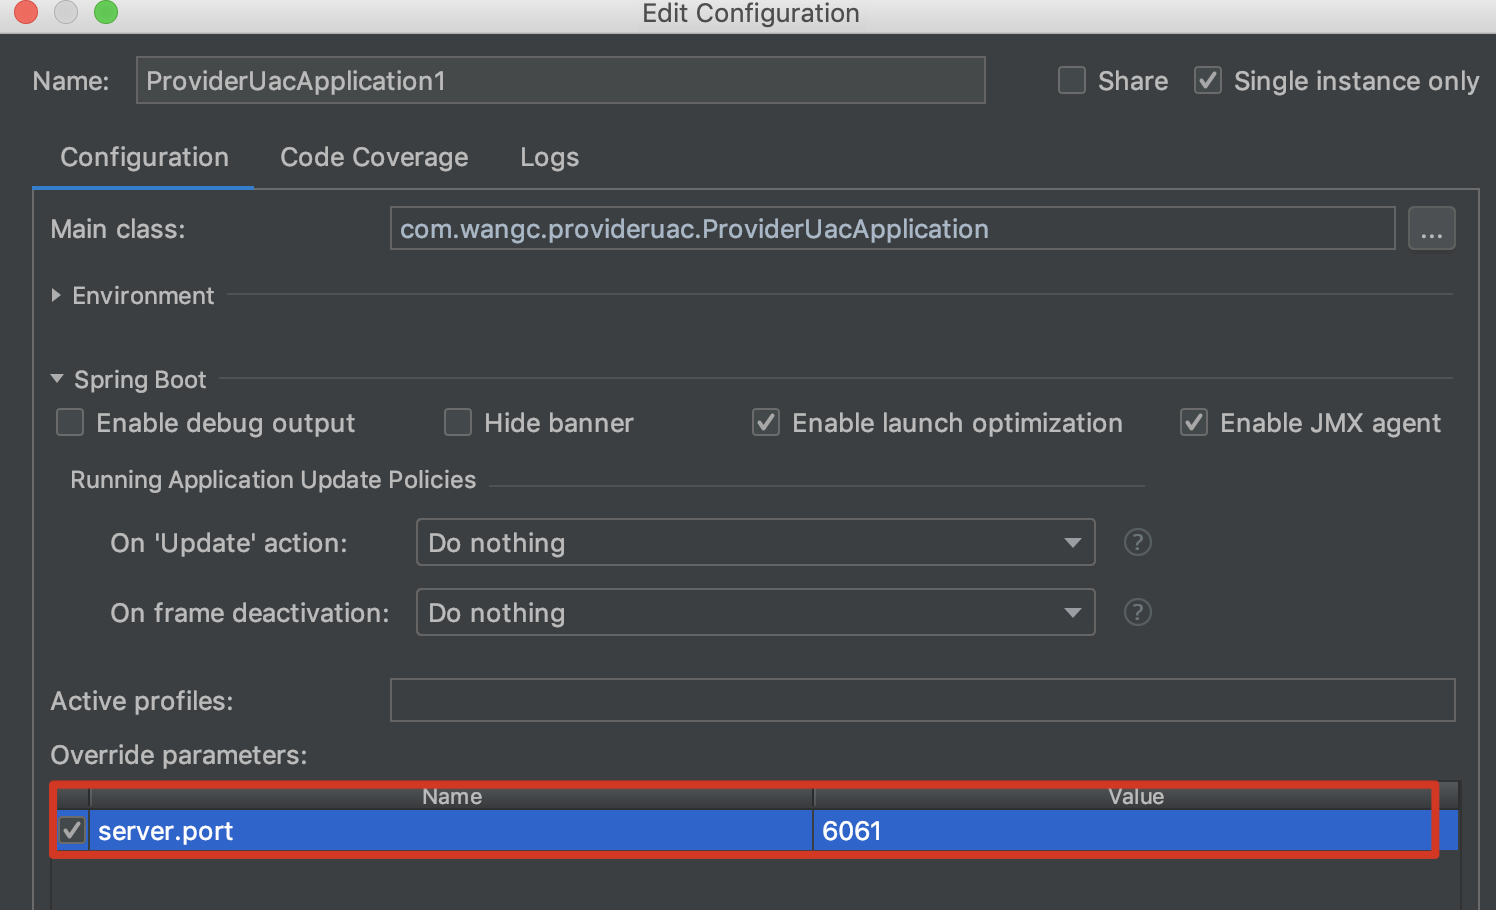 Edit Configuration
Name: ProviderUacApplication1 Share Single instance only
Configuration Code Coverage Logs
Main class: com.wangc.provideruac.ProviderUacApplication ...
Environment
Spring Boot
Enable debug output Hide banner Enable launch optimization Enable JMX agent
Running Application Update Policies
On 'Update' action: Do nothing ?
On frame deactivation: Do nothing ?
Active profiles:
Override parameters:
Name Value
server.port 6061